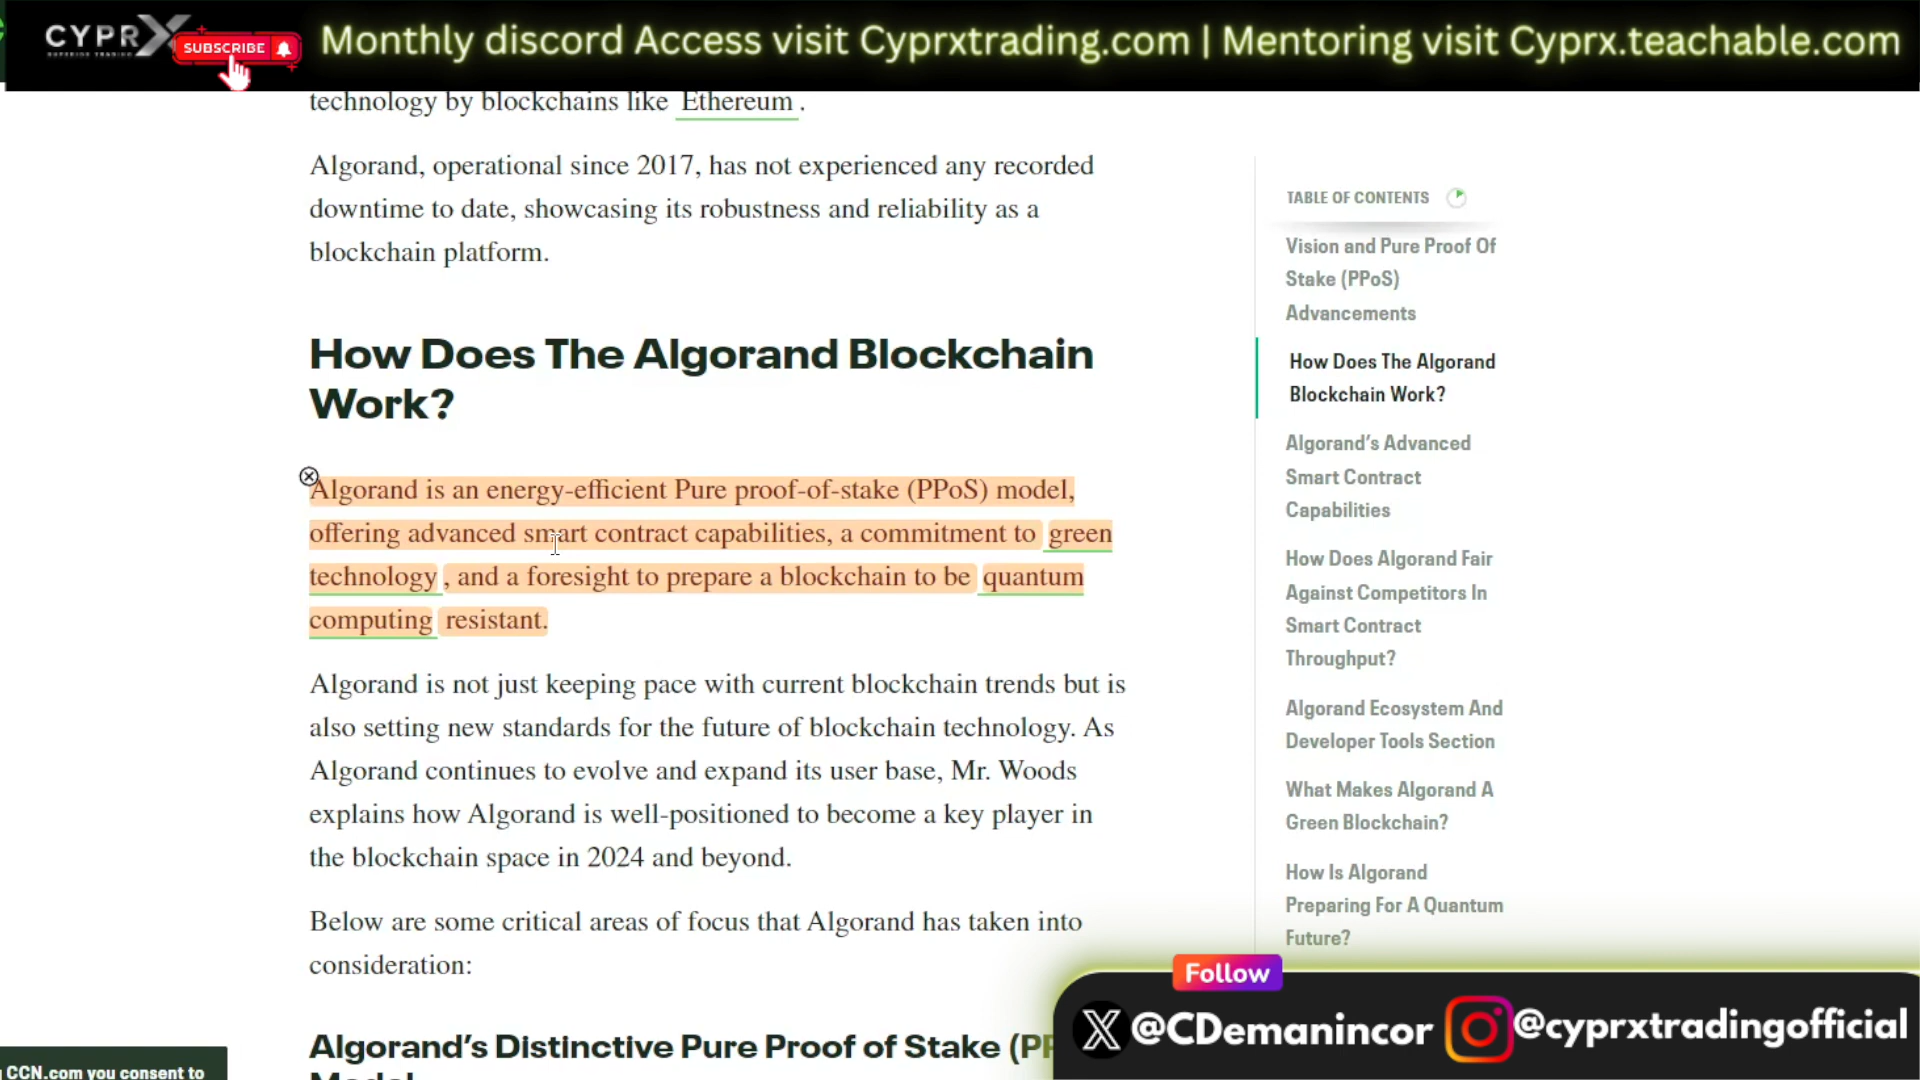 CYPRX
SUPERIOR TRADING
SUBSCRIBE
Monthly discord Access visit Cyprxtrading.com | Mentoring visit Cyprx.teachable.com
technology by blockchains like Ethereum .
Algorand, operational since 2017, has not experienced any recorded
downtime to date, showcasing its robustness and reliability as a
blockchain platform.
How Does The Algorand Blockchain
Work?
Algorand is an energy-efficient Pure proof-of-stake (PPoS) model,
offering advanced smart contract capabilities, a commitment to green
technology , and a foresight to prepare a blockchain to be quantum
computing resistant.
Algorand is not just keeping pace with current blockchain trends but is
also setting new standards for the future of blockchain technology. As
Algorand continues to evolve and expand its user base, Mr. Woods
explains how Algorand is well-positioned to become a key player in
the blockchain space in 2024 and beyond.
Below are some critical areas of focus that Algorand has taken into
consideration:
Algorand's Distinctive Pure Proof of Stake (PP
TABLE OF CONTENTS
Vision and Pure Proof Of
Stake (PPoS)
Advancements
How Does The Algorand
Blockchain Work?
Algorand's Advanced
Smart Contract
Capabilities
How Does Algorand Fair
Against Competitors In
Smart Contract
Throughput?
Algorand Ecosystem And
Developer Tools Section
What Makes Algorand A
Green Blockchain?
How Is Algorand
Preparing For A Quantum
Future?
Follow
@CDemanincor
@cyprxtradingofficial
CCN.com you consent to